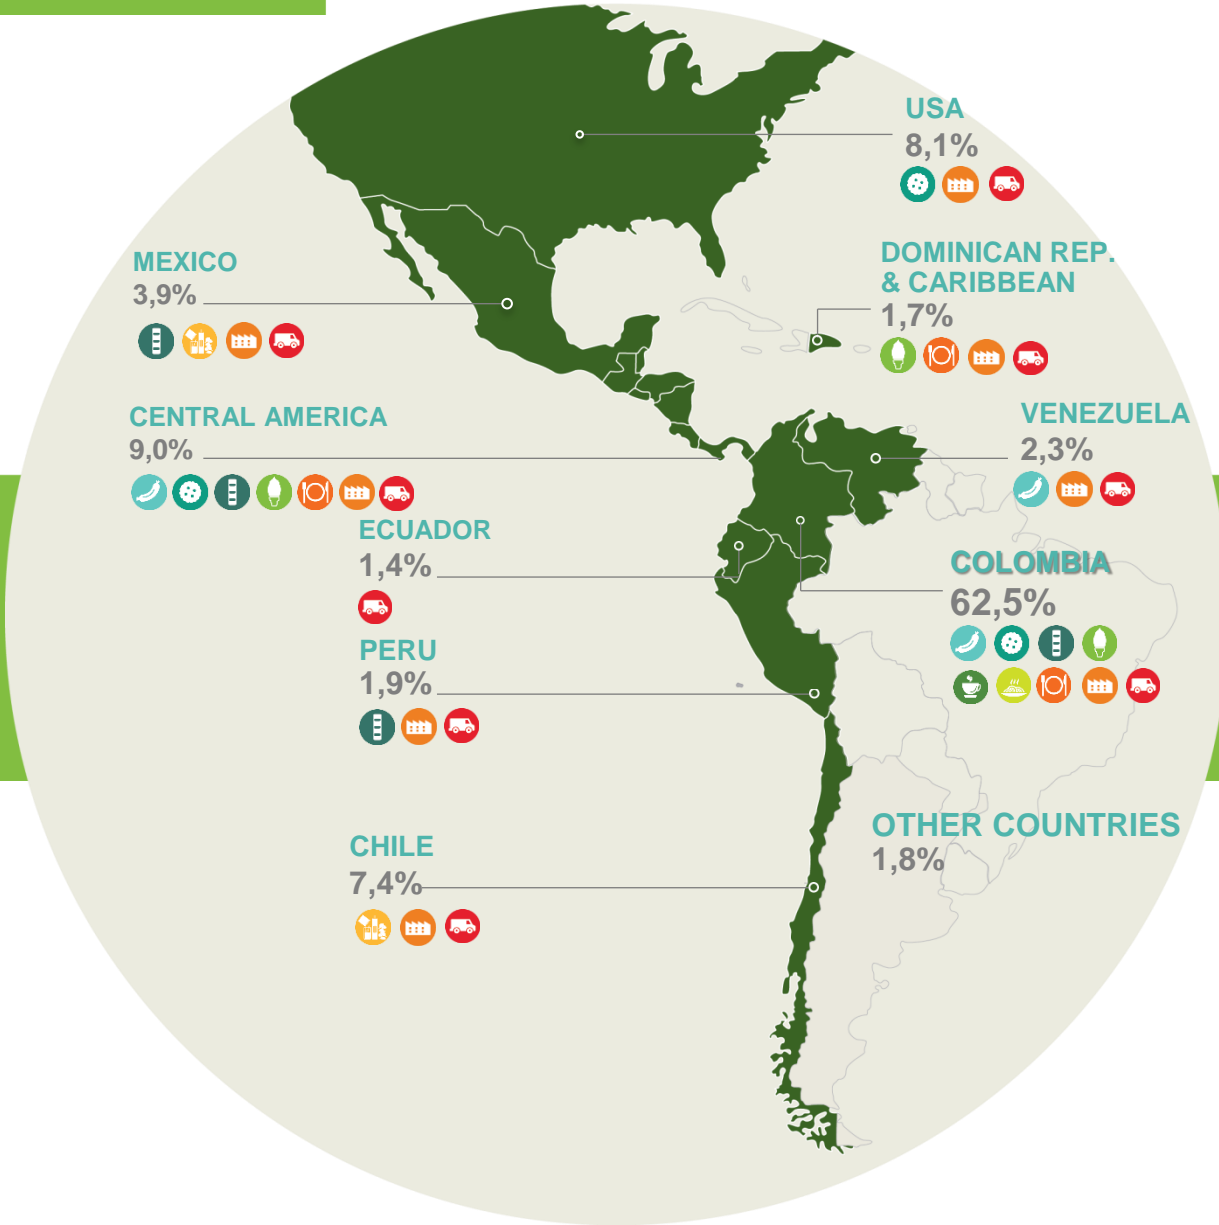 USA
8,1%
DOMINICAN REP.
& CARIBBEAN
1,7%
MEXICO
3,9%
CENTRAL AMERICA
9,0%
VENEZUELA
2,3%
ECUADOR
1,4%
COLOMBIA
62,5%
PERU
1,9%
OTHER COUNTRIES
1,8%
CHILE
7,4%